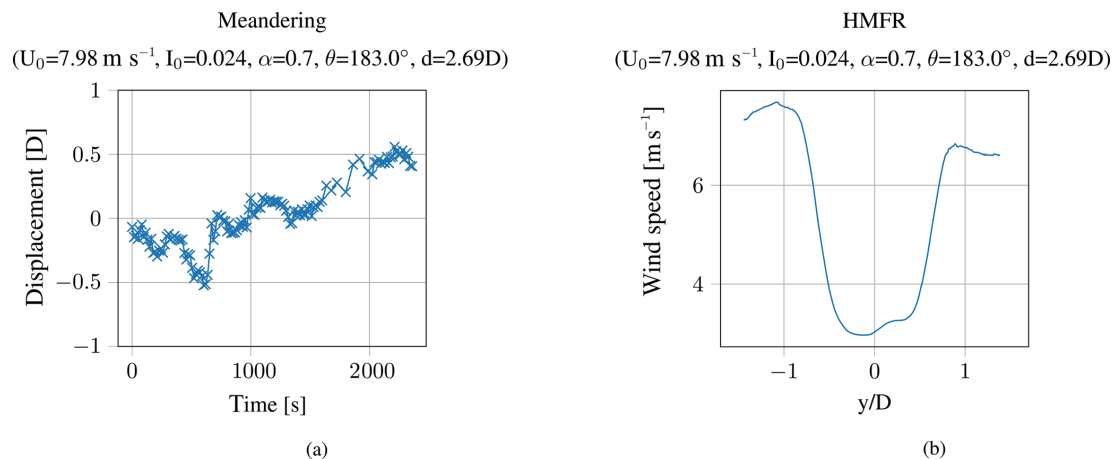 Meandering
(U₀=7.98 m s⁻¹, I₀=0.024, α=0.7, θ=183.0°, d=2.69D)
1
0.5
0
−0.5
−1
Displacement [D]
0 1000 2000
Time [s]
(a)
HMFR
(U₀=7.98 m s⁻¹, I₀=0.024, α=0.7, θ=183.0°, d=2.69D)
6
4
Wind speed [m s⁻¹]
−1 0 1
y/D
(b)